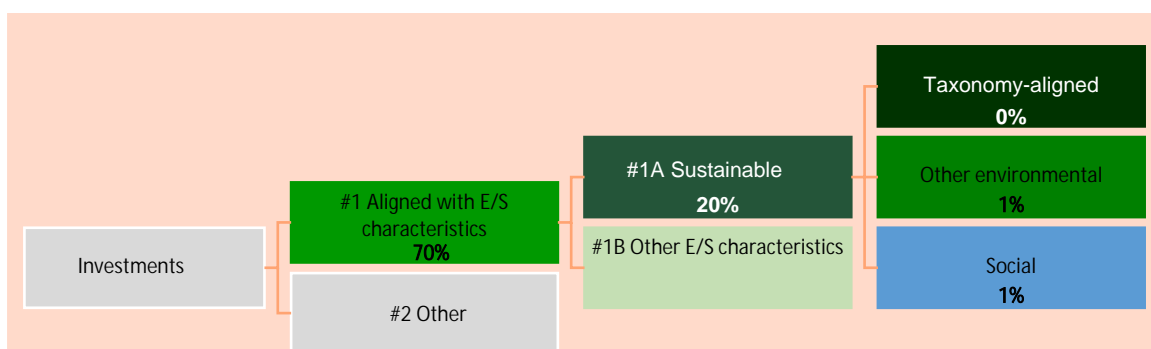 Investments
#1 Aligned with E/S
characteristics
70%
#2 Other
#1A Sustainable
20%
#1B Other E/S characteristics
Taxonomy-aligned
0%
Other environmental
1%
Social
1%